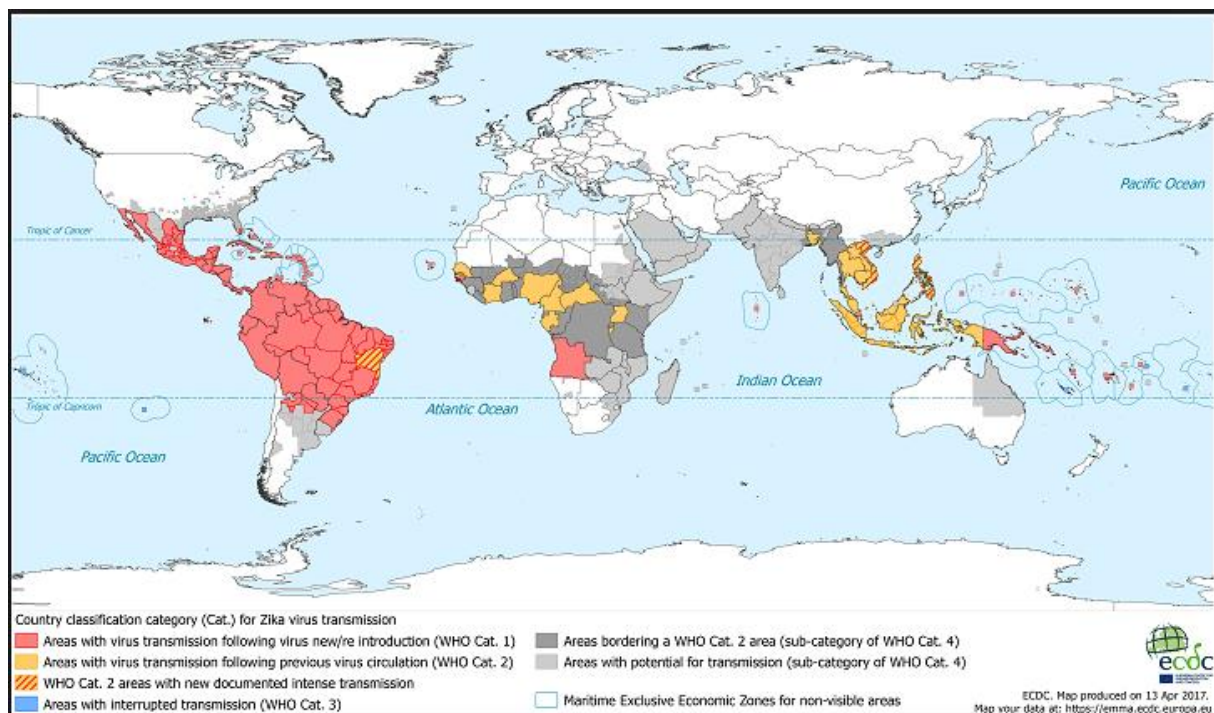 Pacific Ocean
Tropic of Cancer
Indian Ocean
Tropic of Capricorn
Atlantic Ocean
Pacific Ocean
Country classification category (Cat.) for Zika virus transmission
Areas with virus transmission following virus new/re introduction (WHO Cat. 1)
Areas with virus transmission following previous virus circulation (WHO Cat. 2)
WHO Cat. 2 areas with new documented intense transmission
Areas with interrupted transmission (WHO Cat. 3)
Areas bordering a WHO Cat. 2 area (sub-category of WHO Cat. 4)
Areas with potential for transmission (sub-category of WHO Cat. 4)
Maritime Exclusive Economic Zones for non-visible areas
ecdc
ECDC. Map produced on 13 Apr 2017.
Map your data at: https://emma.ecdc.europa.eu